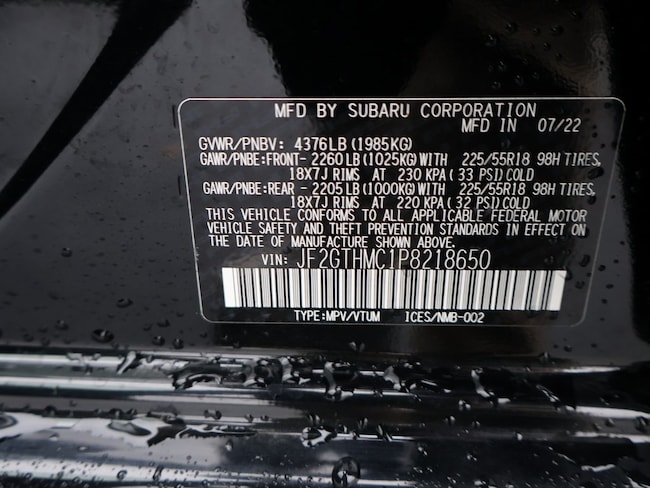 MFD BY SUBARU CORPORATION
MFD IN 07/22
GVWR/PNBV: 4376LB (1985KG)
GAWR/PNBE:FRONT- 2260LB (1025KG) WITH 225/55R18 98H TIRES,
18X7J RIMS AT 230 KPA ( 33 PSI ) COLD
GAWR/PNBE:REAR - 2205LB (1000KG) WITH 225/55R18 98H TIRES,
18X7J RIMS AT 220 KPA ( 32 PSI ) COLD
THIS VEHICLE CONFORMS TO ALL APPLICABLE FEDERAL MOTOR
VEHICLE SAFETY AND THEFT PREVENTION STANDARDS IN EFFECT ON
THE DATE OF MANUFACTURE SHOWN ABOVE.
VIN: JF2GTHMC1P8218650
TYPE:MPV/VTUM ICES/NMB-002